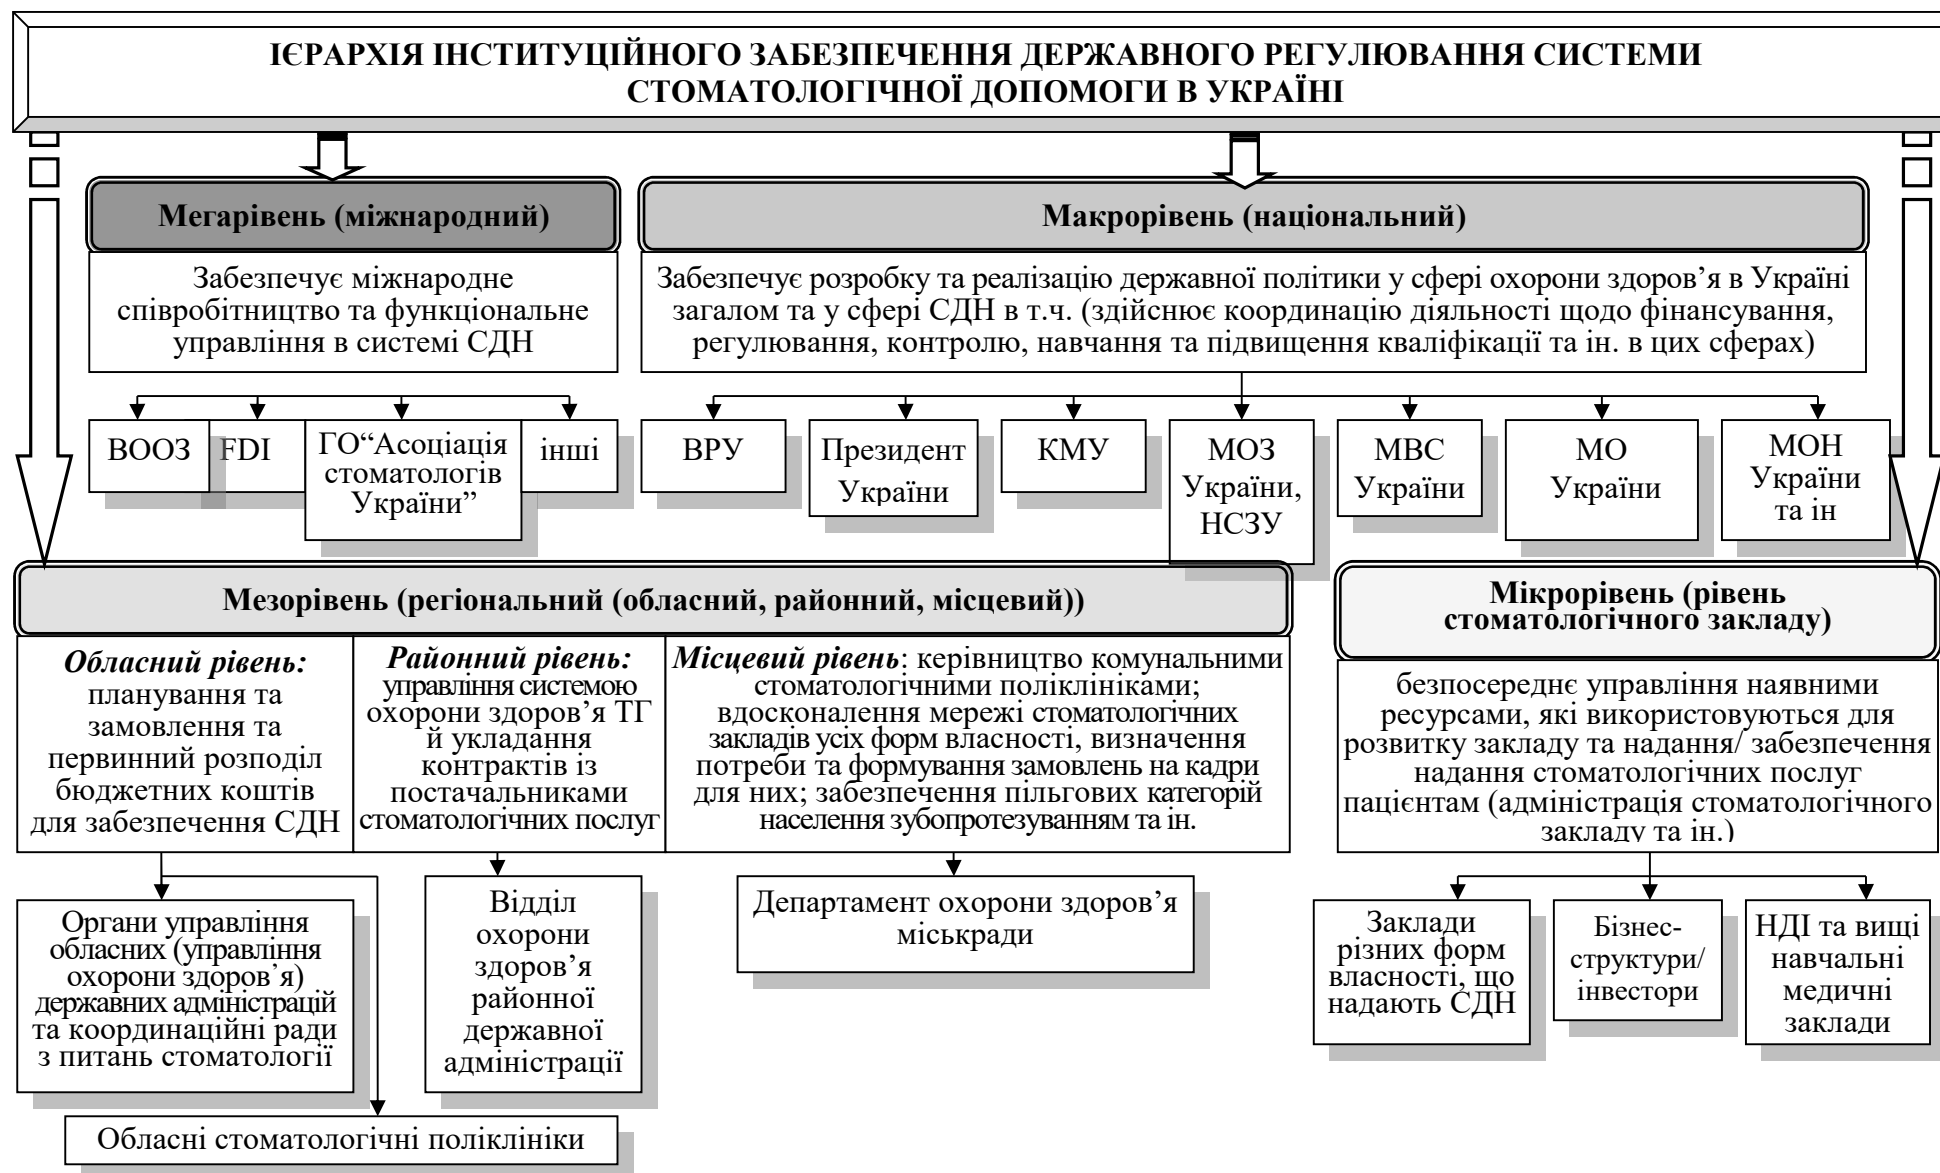 ІЄРАРХІЯ ІНСТИТУЦІЙНОГО ЗАБЕЗПЕЧЕННЯ ДЕРЖАВНОГО РЕГУЛЮВАННЯ СИСТЕМИ
СТОМАТОЛОГІЧНОЇ ДОПОМОГИ В УКРАЇНІ
Мегарівень (міжнародний)
Забезпечує міжнародне
співробітництво та функціональне
управління в системі СДН
ВООЗ
FDI
ГО“Асоціація
стоматологів
України”
інші
Макрорівень (національний)
Забезпечує розробку та реалізацію державної політики у сфері охорони здоров’я в Україні
загалом та у сфері СДН в т.ч. (здійснює координацію діяльності щодо фінансування,
регулювання, контролю, навчання та підвищення кваліфікації та ін. в цих сферах)
ВРУ
Президент
України
КМУ
МОЗ
України,
НСЗУ
МВС
України
МО
України
МОН
України
та ін
Мезорівень (регіональний (обласний, районний, місцевий))
Обласний рівень:
планування та
замовлення та
первинний розподіл
бюджетних коштів
для забезпечення СДН
Районний рівень:
управління системою
охорони здоров’я ТГ
й укладання
контрактів із
постачальниками
стоматологічних послуг
Місцевий рівень: керівництво комунальними
стоматологічними поліклініками;
вдосконалення мережі стоматологічних
закладів усіх форм власності, визначення
потреби та формування замовлень на кадри
для них; забезпечення пільгових категорій
населення зубопротезуванням та ін.
Органи управління
обласних (управління
охорони здоров’я)
державних адміністрацій
та координаційні ради
з питань стоматології
Обласні стоматологічні поліклініки
Відділ
охорони
здоров’я
районної
державної
адміністрації
Департамент охорони здоров’я
міськради
Мікрорівень (рівень
стоматологічного закладу)
безпосереднє управління наявними
ресурсами, які використовуються для
розвитку закладу та надання/ забезпечення
надання стоматологічних послуг
пацієнтам (адміністрація стоматологічного
закладу та ін.)
Заклади
різних форм
власності, що
надають СДН
Бізнес-
структури/
інвестори
НДІ та вищі
навчальні
медичні
заклади